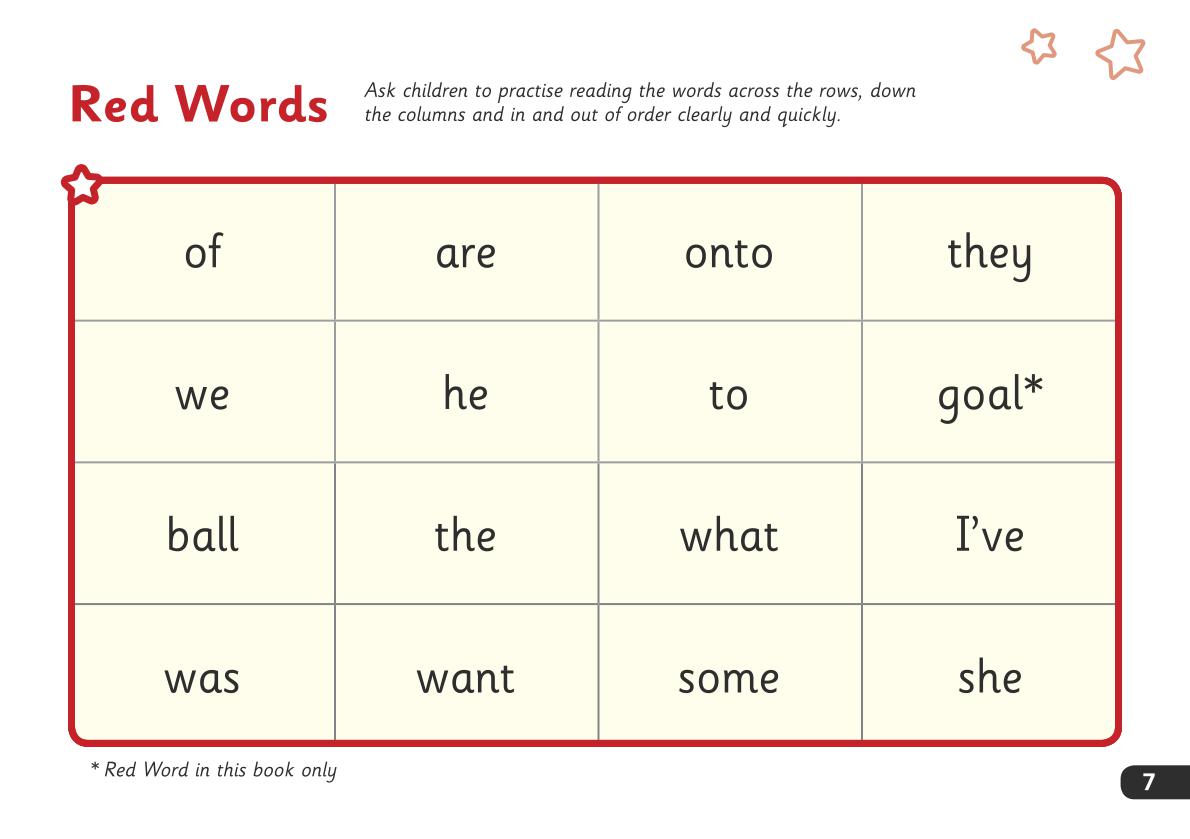 Red Words
Ask children to practise reading the words across the rows, down
the columns and in and out of order clearly and quickly.
of are onto they
we he to goal*
ball the what I’ve
was want some she
* Red Word in this book only
7